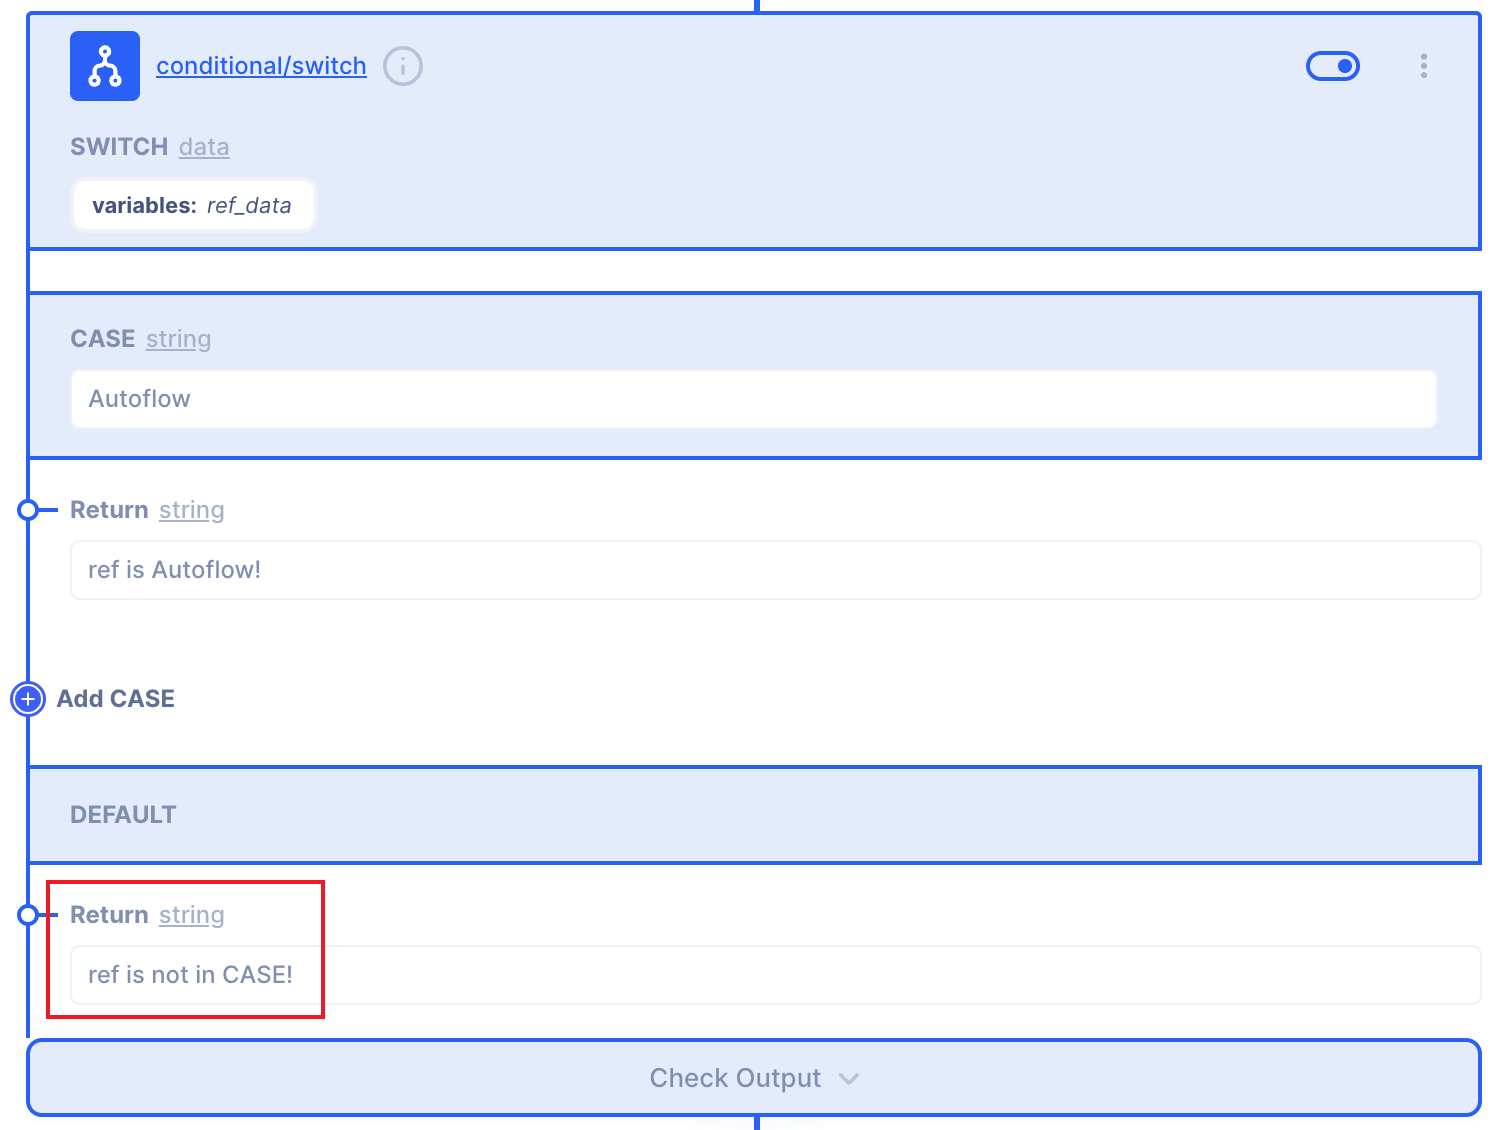 conditional/switch
SWITCH data
variables: ref_data
CASE string
Autoflow
Return string
ref is Autoflow!
Add CASE
DEFAULT
Return string
ref is not in CASE!
Check Output